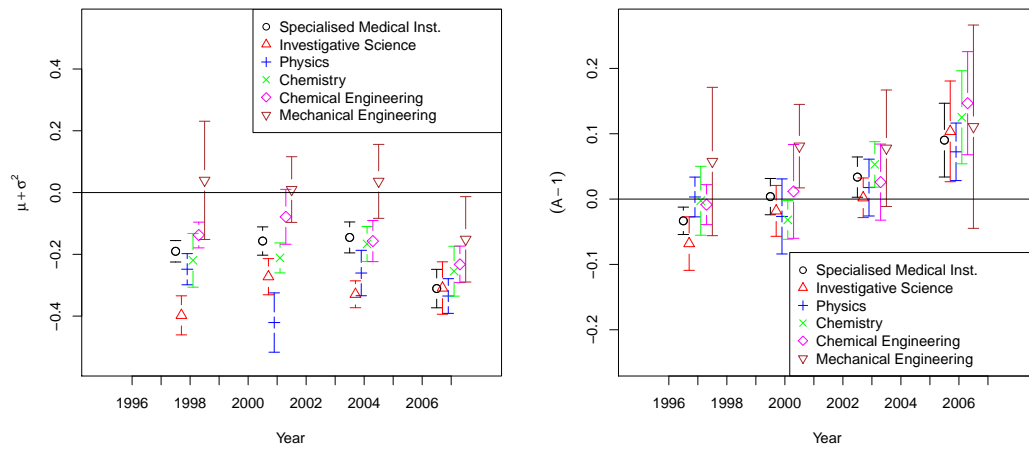 μ + σ²
0.4
0.2
0.0
−0.2
−0.4
Specialised Medical Inst.
Investigative Science
Physics
Chemistry
Chemical Engineering
Mechanical Engineering
1996 1998 2000 2002 2004 2006
Year
(A − 1)
0.2
0.1
0.0
−0.1
−0.2
Specialised Medical Inst.
Investigative Science
Physics
Chemistry
Chemical Engineering
Mechanical Engineering
1996 1998 2000 2002 2004 2006
Year